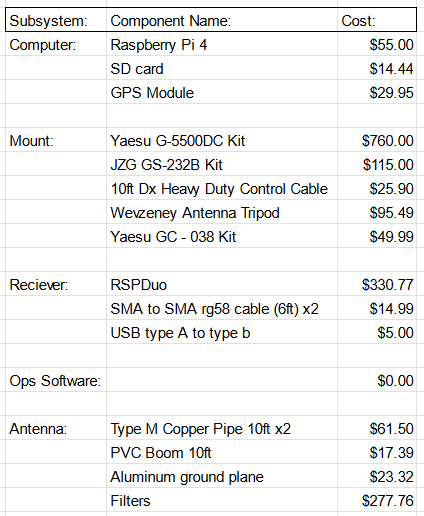 Subsystem: Component Name: Cost:
Computer: Raspberry Pi 4 $55.00
SD card $14.44
GPS Module $29.95
Mount: Yaesu G-5500DC Kit $760.00
JZG GS-232B Kit $115.00
10ft Dx Heavy Duty Control Cable $25.90
Wevzeney Antenna Tripod $95.49
Yaesu GC - 038 Kit $49.99
Reciever: RSPDuo $330.77
SMA to SMA rg58 cable (6ft) x2 $14.99
USB type A to type b $5.00
Ops Software: $0.00
Antenna: Type M Copper Pipe 10ft x2 $61.50
PVC Boom 10ft $17.39
Aluminum ground plane $23.32
Filters $277.76